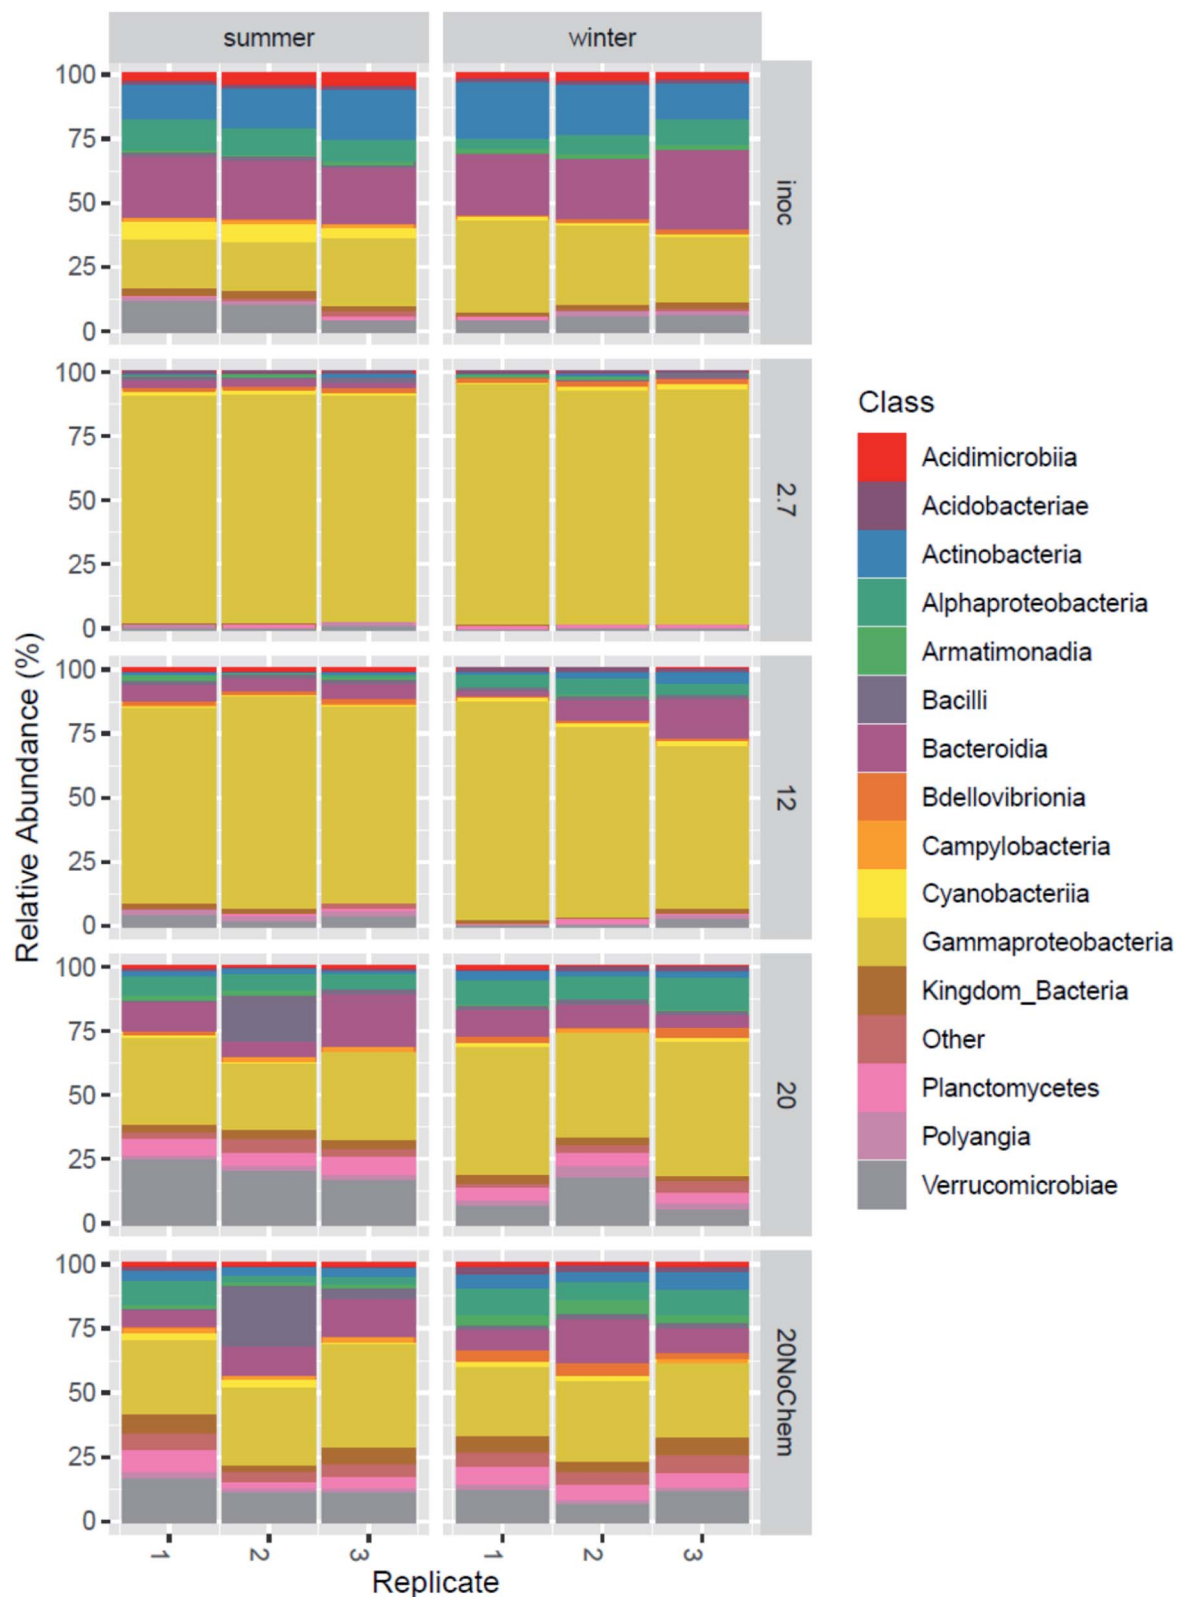 summer winter
100
75
50
25
0
inoc
100
75
50
25
0
2.7
100
75
50
25
0
12
100
75
50
25
0
20
100
75
50
25
0
20NoChem
1 2 3 1 2 3
Replicate
Relative Abundance (%)
Class
Acidimicrobiia
Acidobacteriae
Actinobacteria
Alphaproteobacteria
Armatimonadia
Bacilli
Bacteroidia
Bdellovibrionia
Campylobacteria
Cyanobacteriia
Gammaproteobacteria
Kingdom_Bacteria
Other
Planctomycetes
Polyangia
Verrucomicrobiae